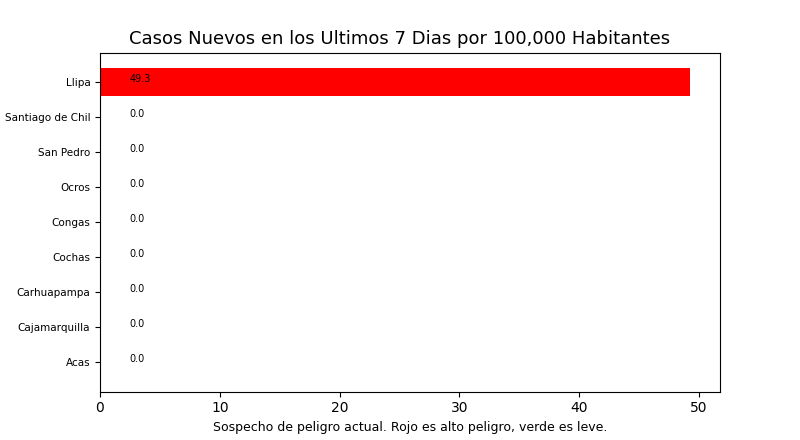 Casos Nuevos en los Ultimos 7 Dias por 100,000 Habitantes
Llipa 49.3
Santiago de Chil 0.0
San Pedro 0.0
Ocros 0.0
Congas 0.0
Cochas 0.0
Carhuapampa 0.0
Cajamarquilla 0.0
Acas 0.0
0 10 20 30 40 50
Sospecho de peligro actual. Rojo es alto peligro, verde es leve.